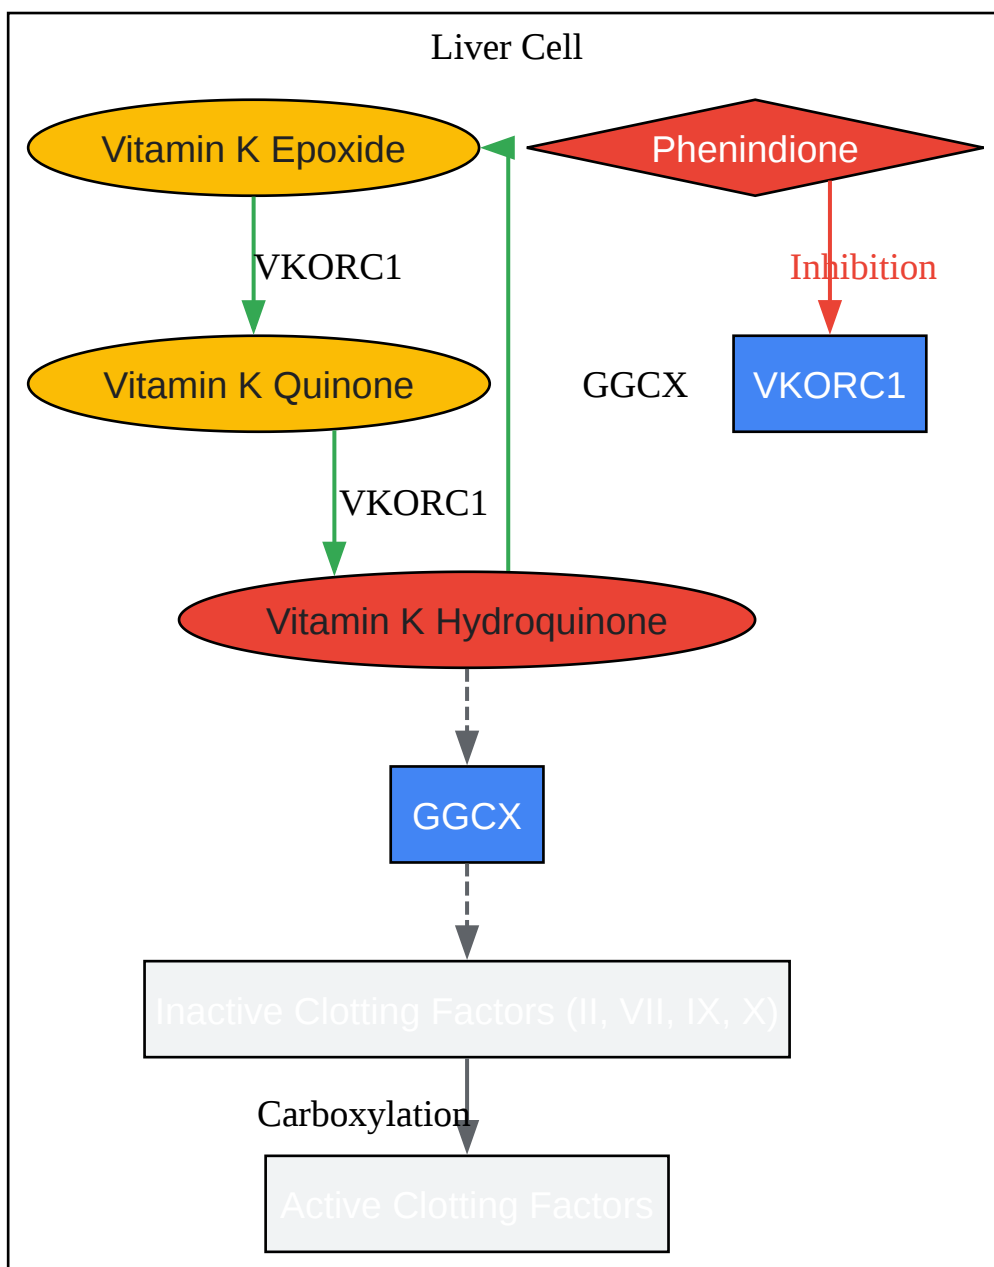 Liver Cell
Vitamin K Epoxide
Phenindione
VKORC1
Inhibition
Vitamin K Quinone
GGCX
VKORC1
VKORC1
Vitamin K Hydroquinone
GGCX
Inactive Clotting Factors (II, VII, IX, X)
Carboxylation
Active Clotting Factors